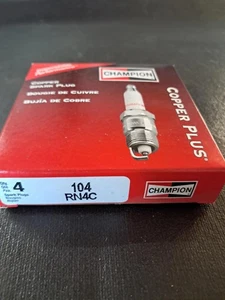 CHAMPION
COPPER
SPARK PLUG
BOUGIE DE CUIVRE
BUJÍA DE COBRE
COPPER PLUS®
4
104
RN4C
CHAMPION